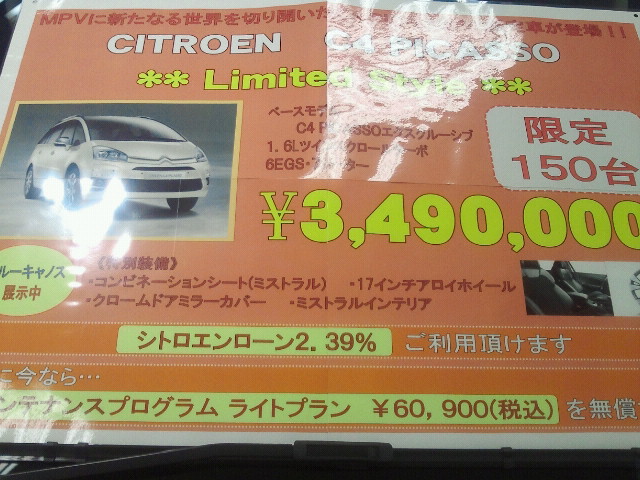 MPVに新たなる世界を切り開いた
車が登場!!
CITROEN C4 PICASSO
** Limited Style **
ベースモデ
C4 P SSOエクスクルーシブ
1.6Lツイ クロール ーボ
6EGS・ ター
限定
150台
¥3,490,000
ルーキャノス
展示中
《特別装備》
・コンビネーションシート(ミストラル) ・17インチアロイホイール
・クロームドアミラーカバー ・ミストラルインテリア
シトロエンローン2.39% ご利用頂けます
に今なら…
ナンスプログラム ライトプラン ¥60,900(税込) を無償